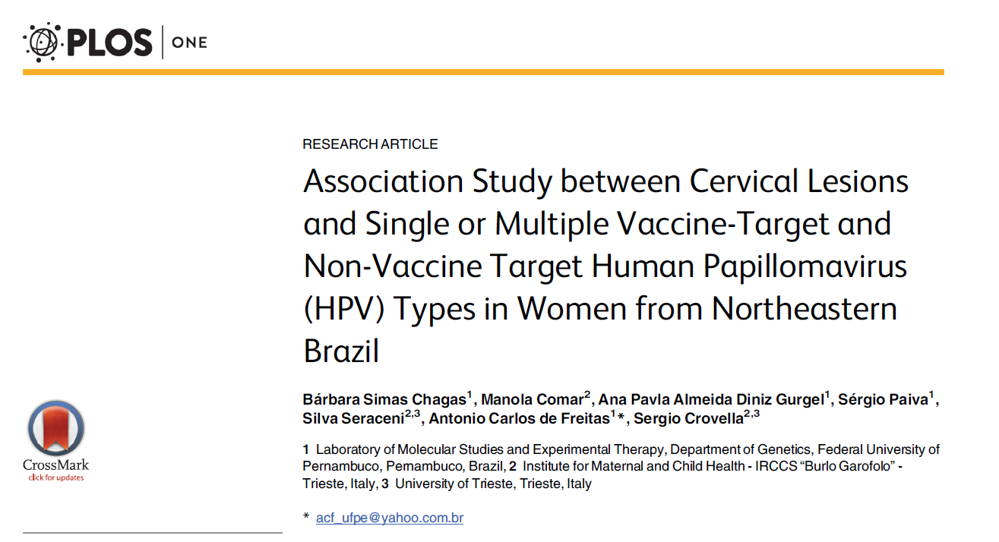 PLOS ONE
RESEARCH ARTICLE
Association Study between Cervical Lesions
and Single or Multiple Vaccine-Target and
Non-Vaccine Target Human Papillomavirus
(HPV) Types in Women from Northeastern
Brazil
Bárbara Simas Chagas1, Manola Comar2, Ana Pavla Almeida Diniz Gurgel1, Sérgio Paiva1,
Silva Seraceni2,3, Antonio Carlos de Freitas1*, Sergio Crovella2,3
CrossMark
click for updates
1 Laboratory of Molecular Studies and Experimental Therapy, Department of Genetics, Federal University of
Pernambuco, Pernambuco, Brazil, 2 Institute for Maternal and Child Health - IRCCS “Burlo Garofolo” -
Trieste, Italy, 3 University of Trieste, Trieste, Italy
* acf_ufpe@yahoo.com.br